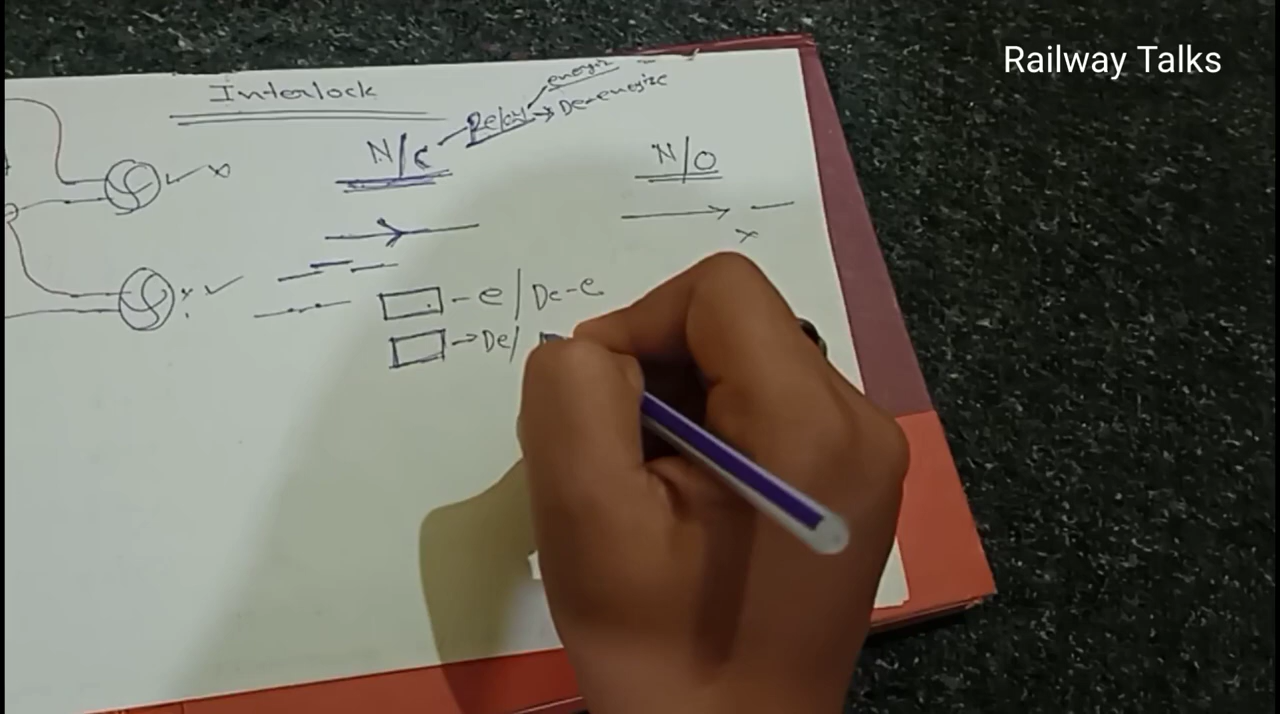 Railway Talks
Interlock
energize
Relay → De-energize
N/C
N/O
x
- e / De-e
→ De/